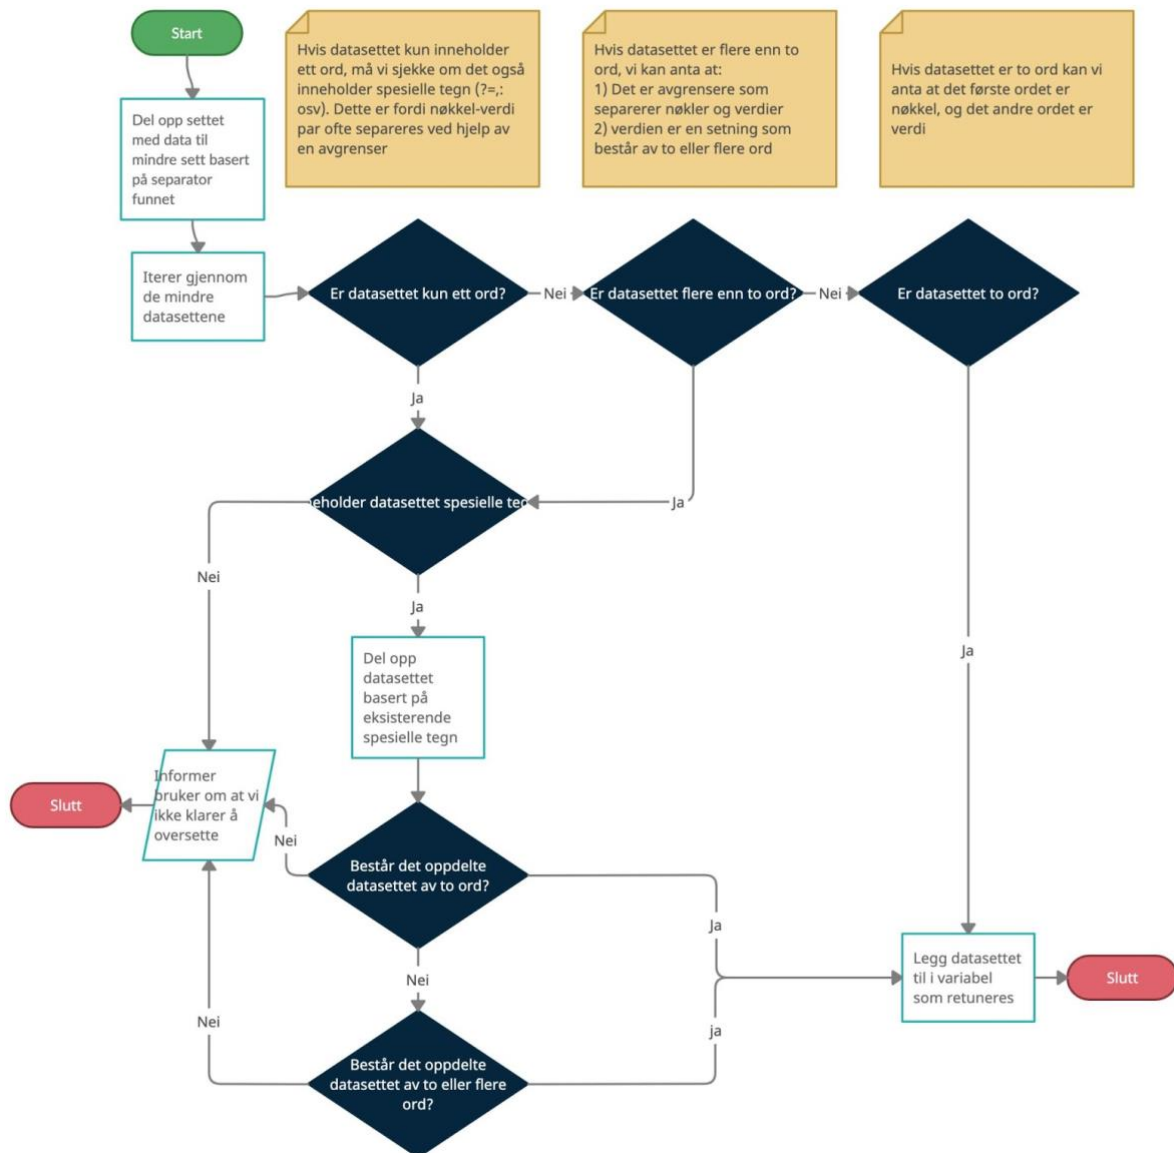 Start
Hvis datasettet kun inneholder
ett ord, må vi sjekke om det også
inneholder spesielle tegn (?=,:
osv). Dette er fordi nøkkel-verdi
par ofte separeres ved hjelp av
en avgrenser
Hvis datasettet er flere enn to
ord, vi kan anta at:
1) Det er avgrensere som
separerer nøkler og verdier
2) verdien er en setning som
består av to eller flere ord
Hvis datasettet er to ord kan vi
anta at det første ordet er
nøkkel, og det andre ordet er
verdi
Del opp settet
med data til
mindre sett basert
på separator
funnet
Iterer gjennom
de mindre
datasettene
Er datasettet kun ett ord?
Nei
Er datasettet flere enn to ord?
Nei
Er datasettet to ord?
Ja
Ja
eholder datasettet spesielle teg
Nei
Ja
Ja
Del opp
datasettet
basert på
eksisterende
spesielle tegn
Informer
bruker om at vi
ikke klarer å
oversette
Slutt
Nei
Består det oppdelte
datasettet av to ord?
Ja
Nei
Legg datasettet
til i variabel
som retuneres
Slutt
Nei
ja
Består det oppdelte
datasettet av to eller flere
ord?